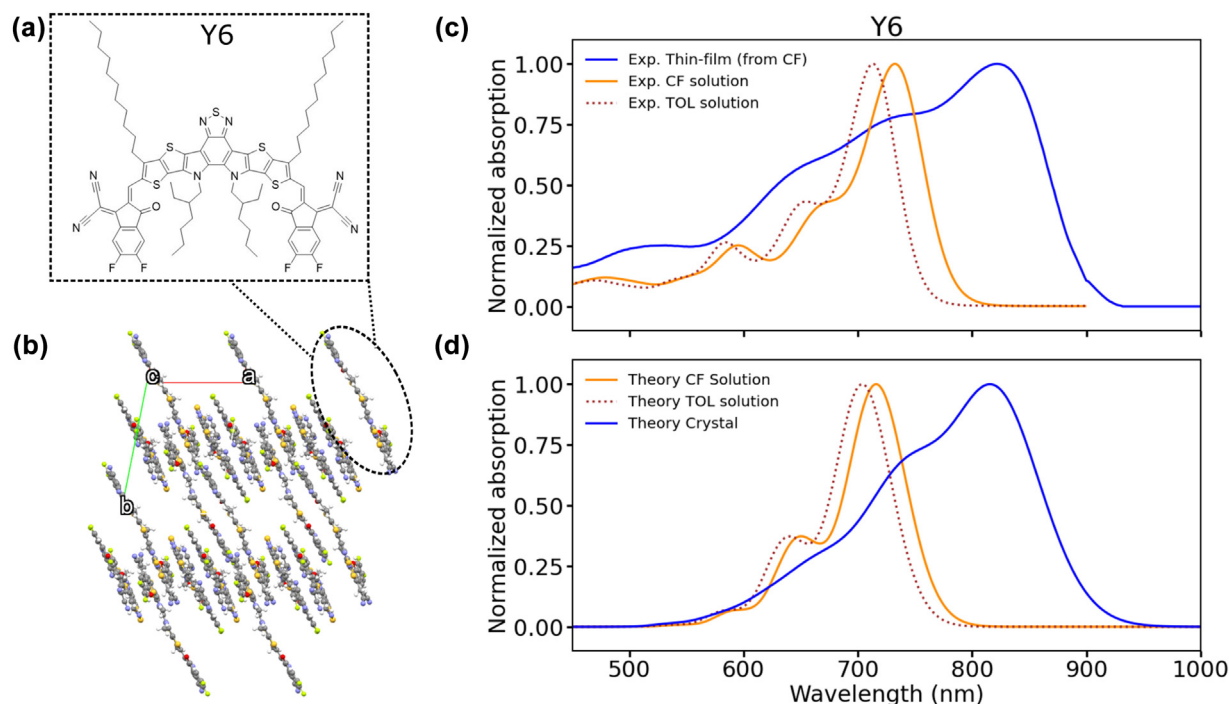 (a)
Y6
S
N
N
S
S
S
N
N
S
N
N
O
F
F
O
F
F
N
N
(b)
c
a
b
(c)
Y6
Normalized absorption
1.00
0.75
0.50
0.25
0.00
Exp. Thin-film (from CF)
Exp. CF solution
Exp. TOL solution
(d)
Normalized absorption
1.00
0.75
0.50
0.25
0.00
Theory CF Solution
Theory TOL solution
Theory Crystal
500
600
700
800
900
1000
Wavelength (nm)